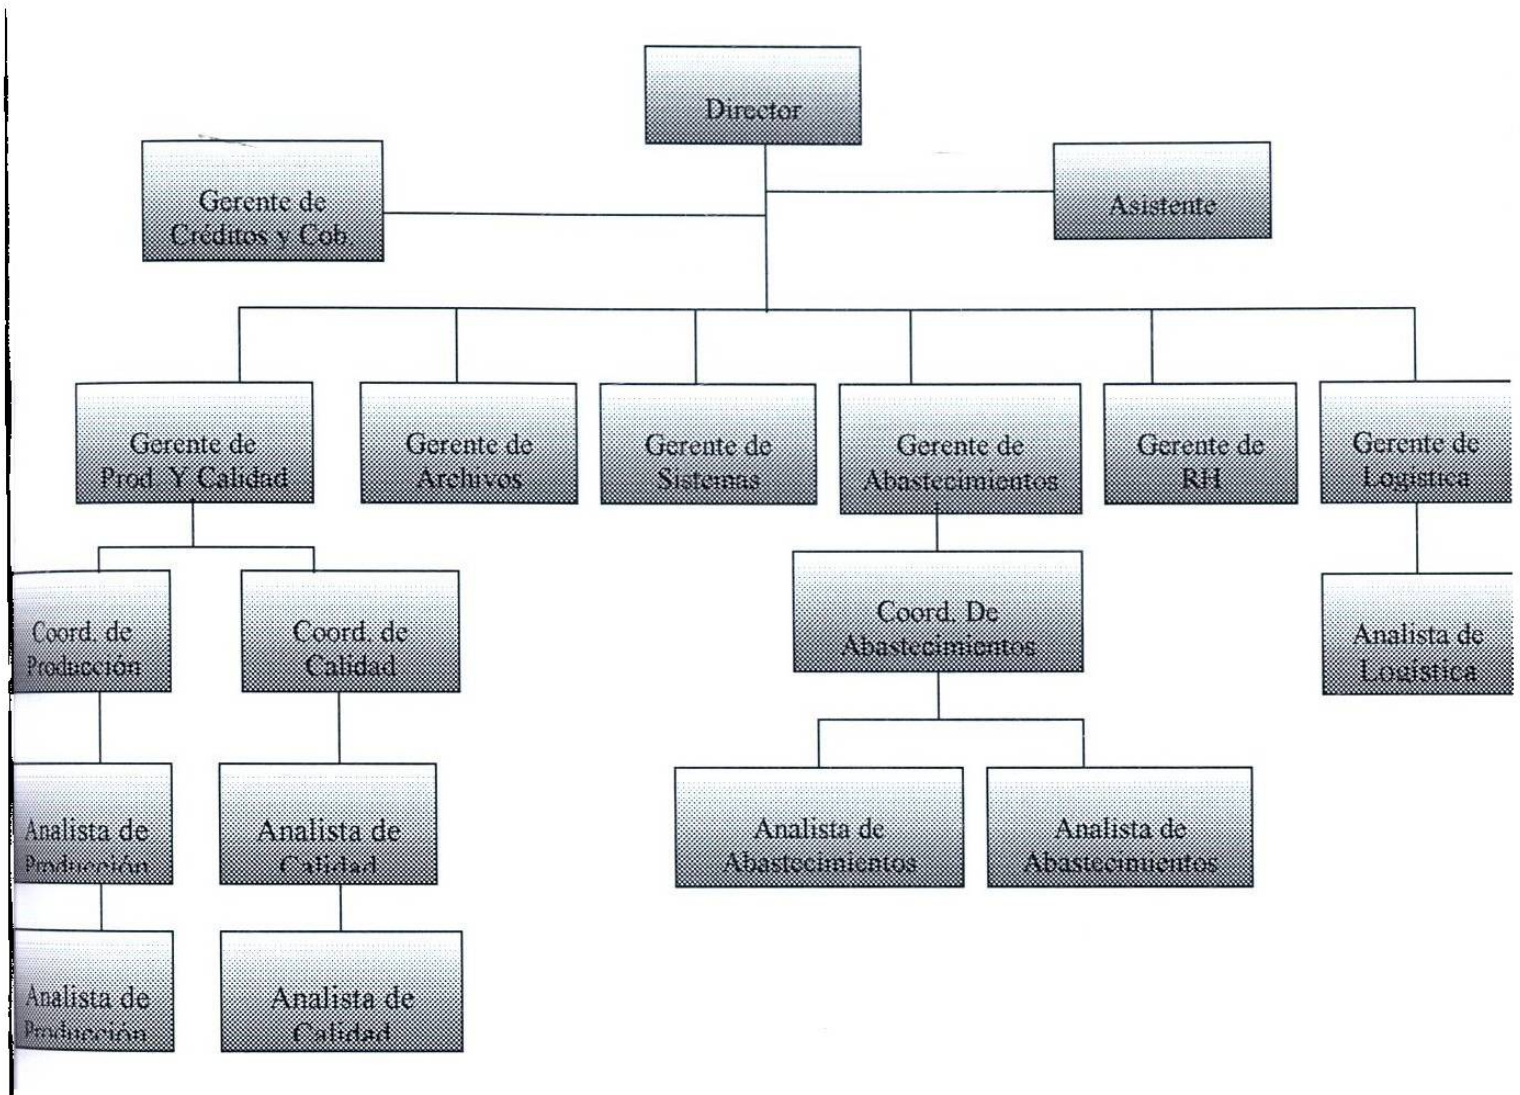 Director
Gerente de
Créditos y Cob.
Asistente
Gerente de
Prod. Y Calidad
Gerente de
Archivos
Gerente de
Sistemas
Gerente de
Abastecimientos
Gerente de
RH
Gerente de
Logística
Coord. de
Producción
Coord. de
Calidad
Coord. De
Abastecimientos
Analista de
Logística
Analista de
Producción
Analista de
Calidad
Analista de
Abastecimientos
Analista de
Abastecimientos
Analista de
Producción
Analista de
Calidad